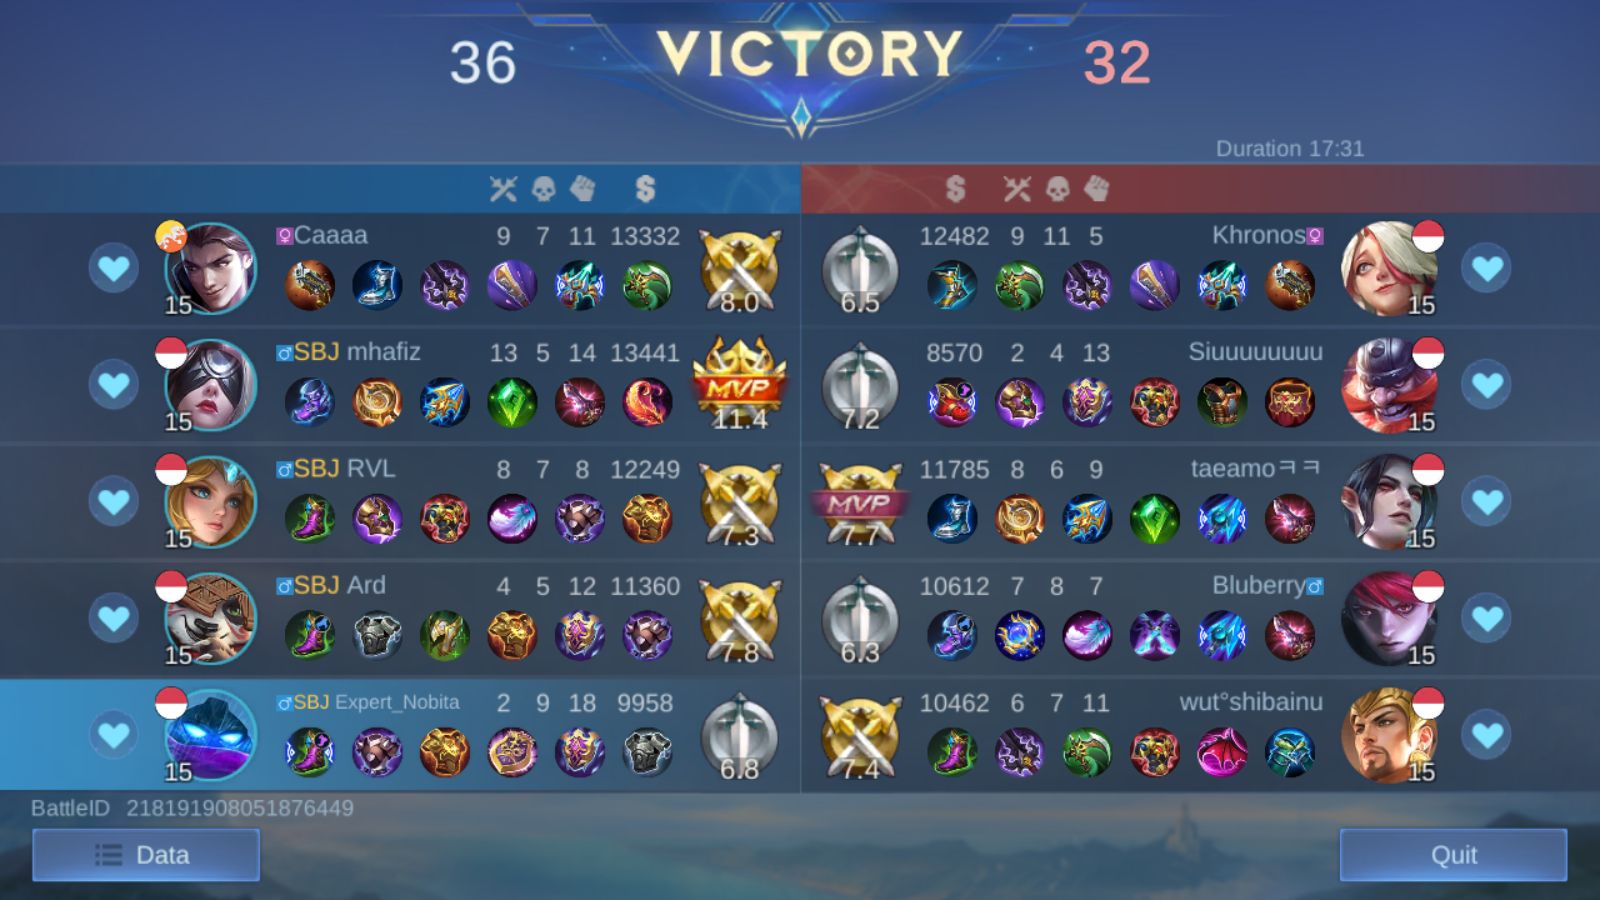 36 VICTORY 32
Duration 17:31
Caaaa 9 7 11 13332 8.0 15
6.5 12482 9 11 5 Khronos 15
SBJ mhafiz 13 5 14 13441 MVP 11.4 15
7.2 8570 2 4 13 Siuuuuuuuu 15
SBJ RVL 8 7 8 12249 7.3 15
MVP 7.7 11785 8 6 9 taeamoㅋㅋ 15
SBJ Ard 4 5 12 11360 7.8 15
6.3 10612 7 8 7 Bluberry 15
SBJ Expert_Nobita 2 9 18 9958 6.8 15
7.4 10462 6 7 11 wut°shibainu 15
BattleID 218191908051876449
Data
Quit